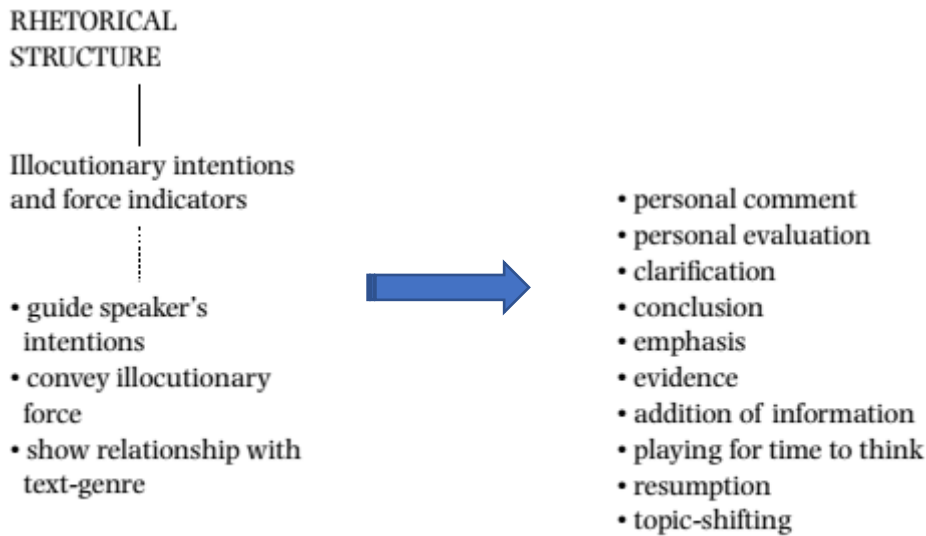 RHETORICAL
STRUCTURE
Illocutionary intentions
and force indicators
• guide speaker's
intentions
• convey illocutionary
force
• show relationship with
text-genre
• personal comment
• personal evaluation
• clarification
• conclusion
• emphasis
• evidence
• addition of information
• playing for time to think
• resumption
• topic-shifting